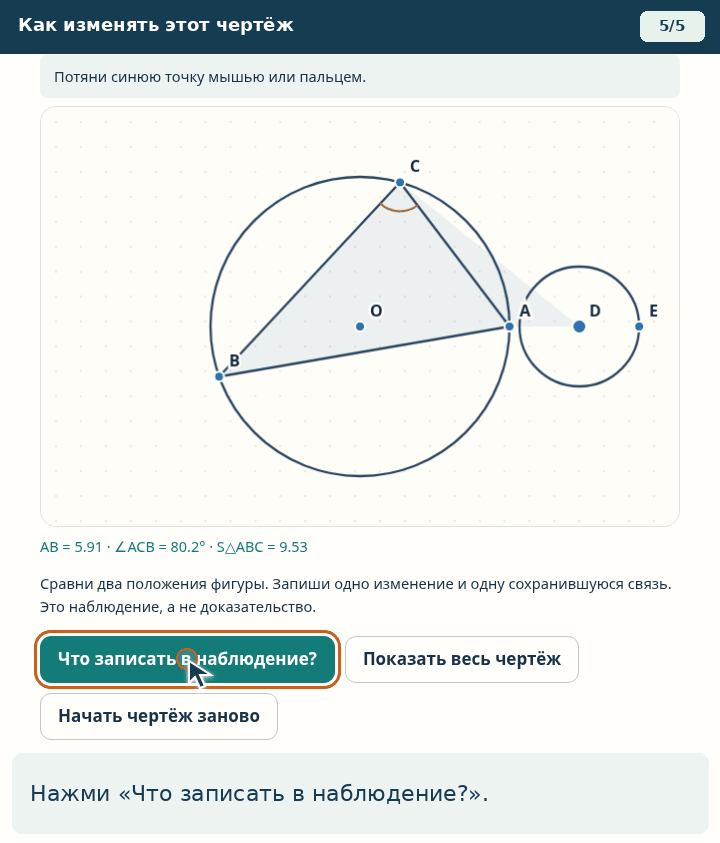 Как изменять этот чертёж
5/5
Потяни синюю точку мышью или пальцем.
C
O
A
D
E
B
AB = 5.91 · ∠ACB = 80.2° · S△ABC = 9.53
Сравни два положения фигуры. Запиши одно изменение и одну сохранившуюся связь.
Это наблюдение, а не доказательство.
Что записать в наблюдение?
Показать весь чертёж
Начать чертёж заново
Нажми «Что записать в наблюдение?».